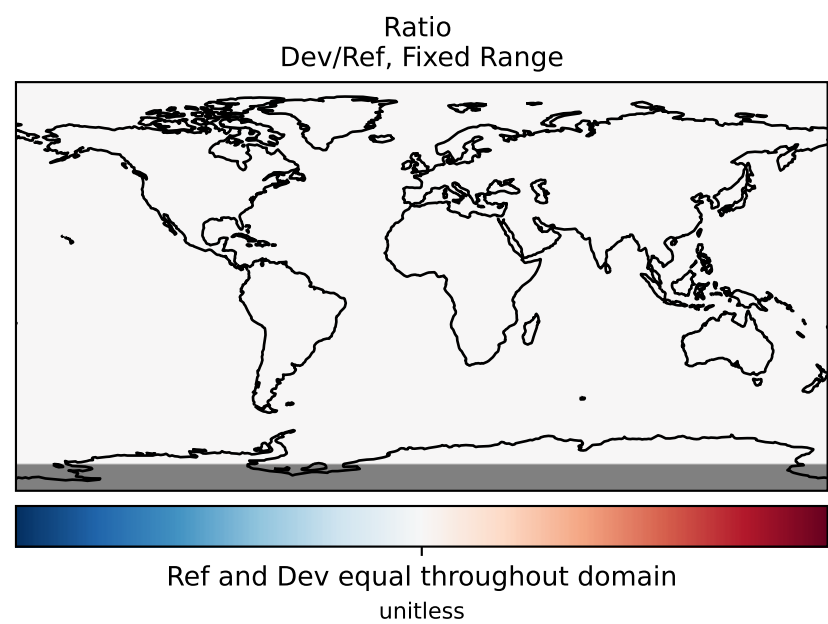 Ratio
Dev/Ref, Fixed Range
Ref and Dev equal throughout domain
unitless